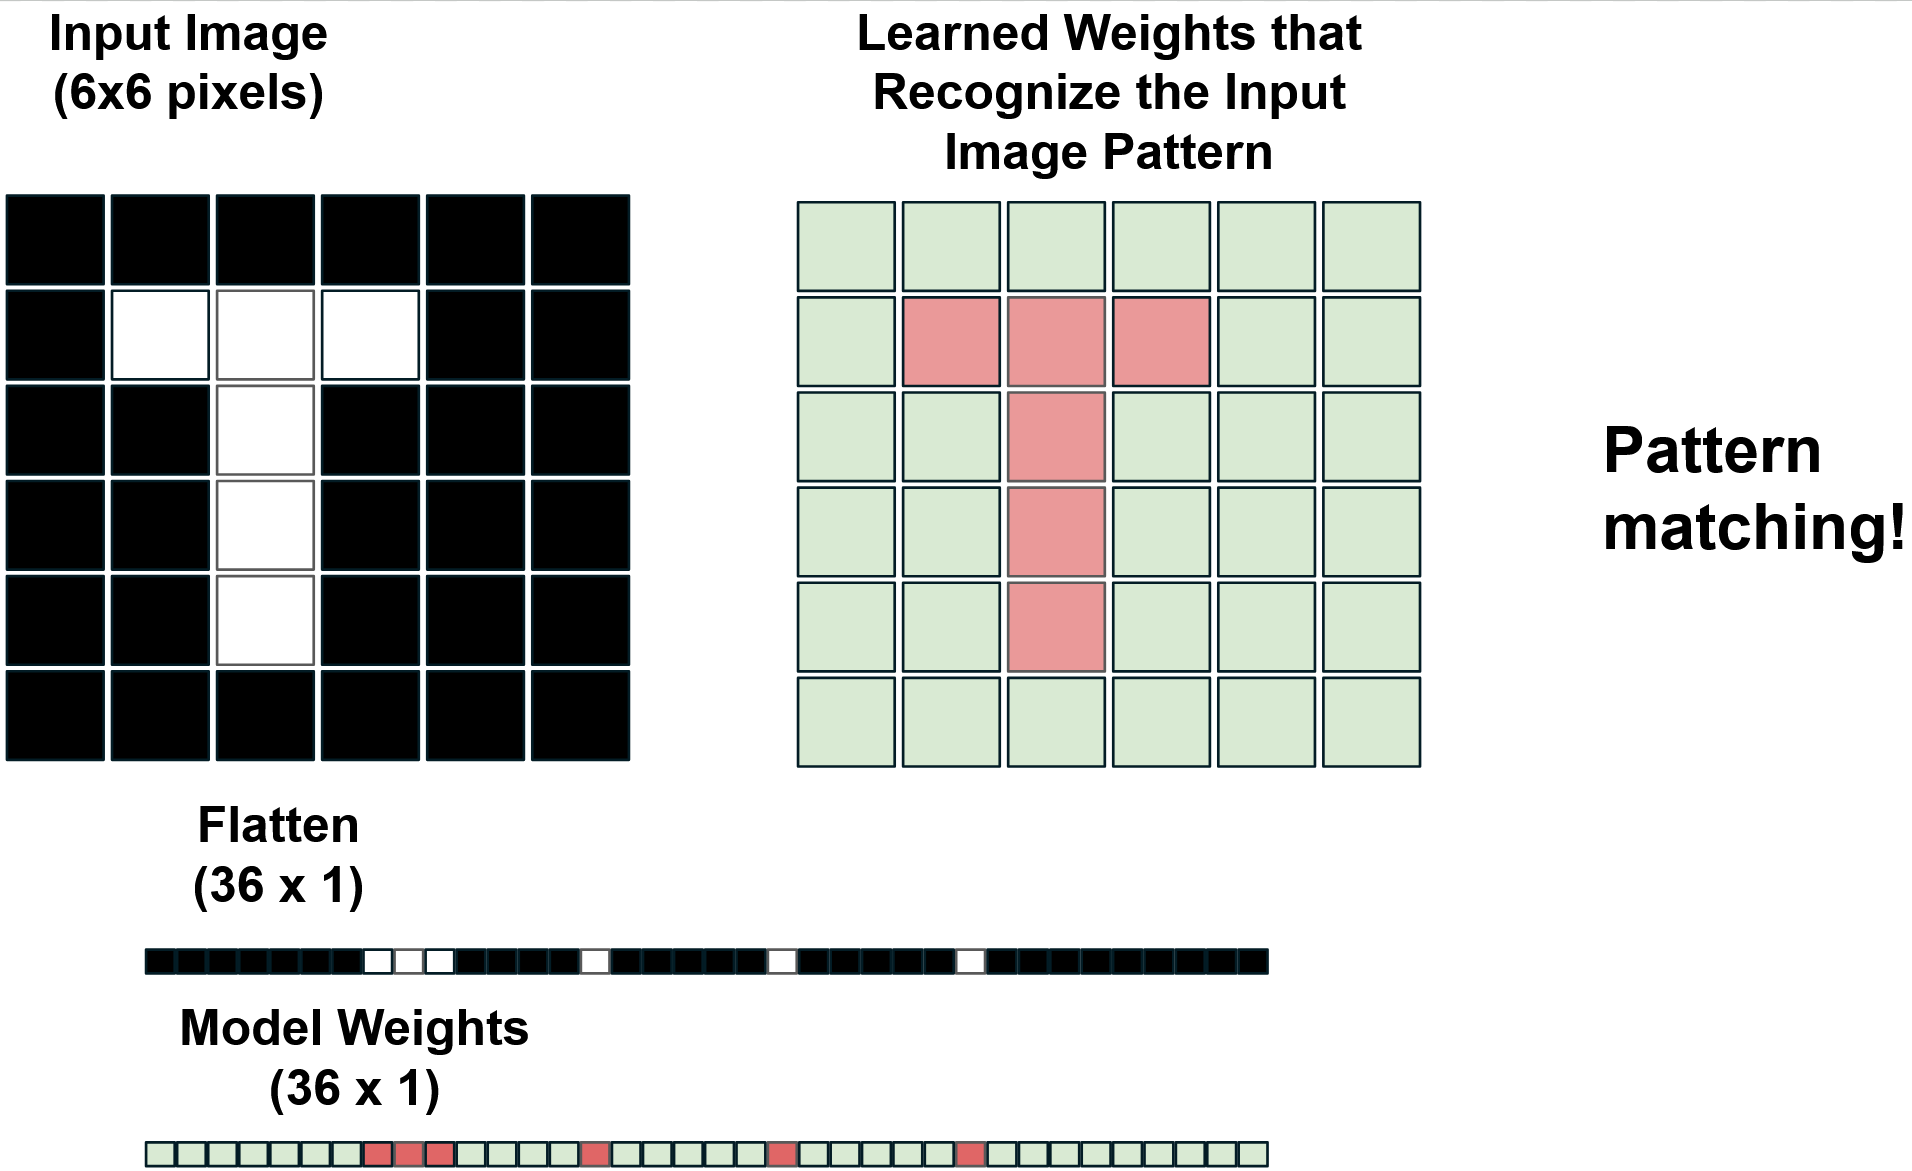 Input Image
(6x6 pixels)
Learned Weights that
Recognize the Input
Image Pattern
Pattern
matching!
Flatten
(36 x 1)
Model Weights
(36 x 1)